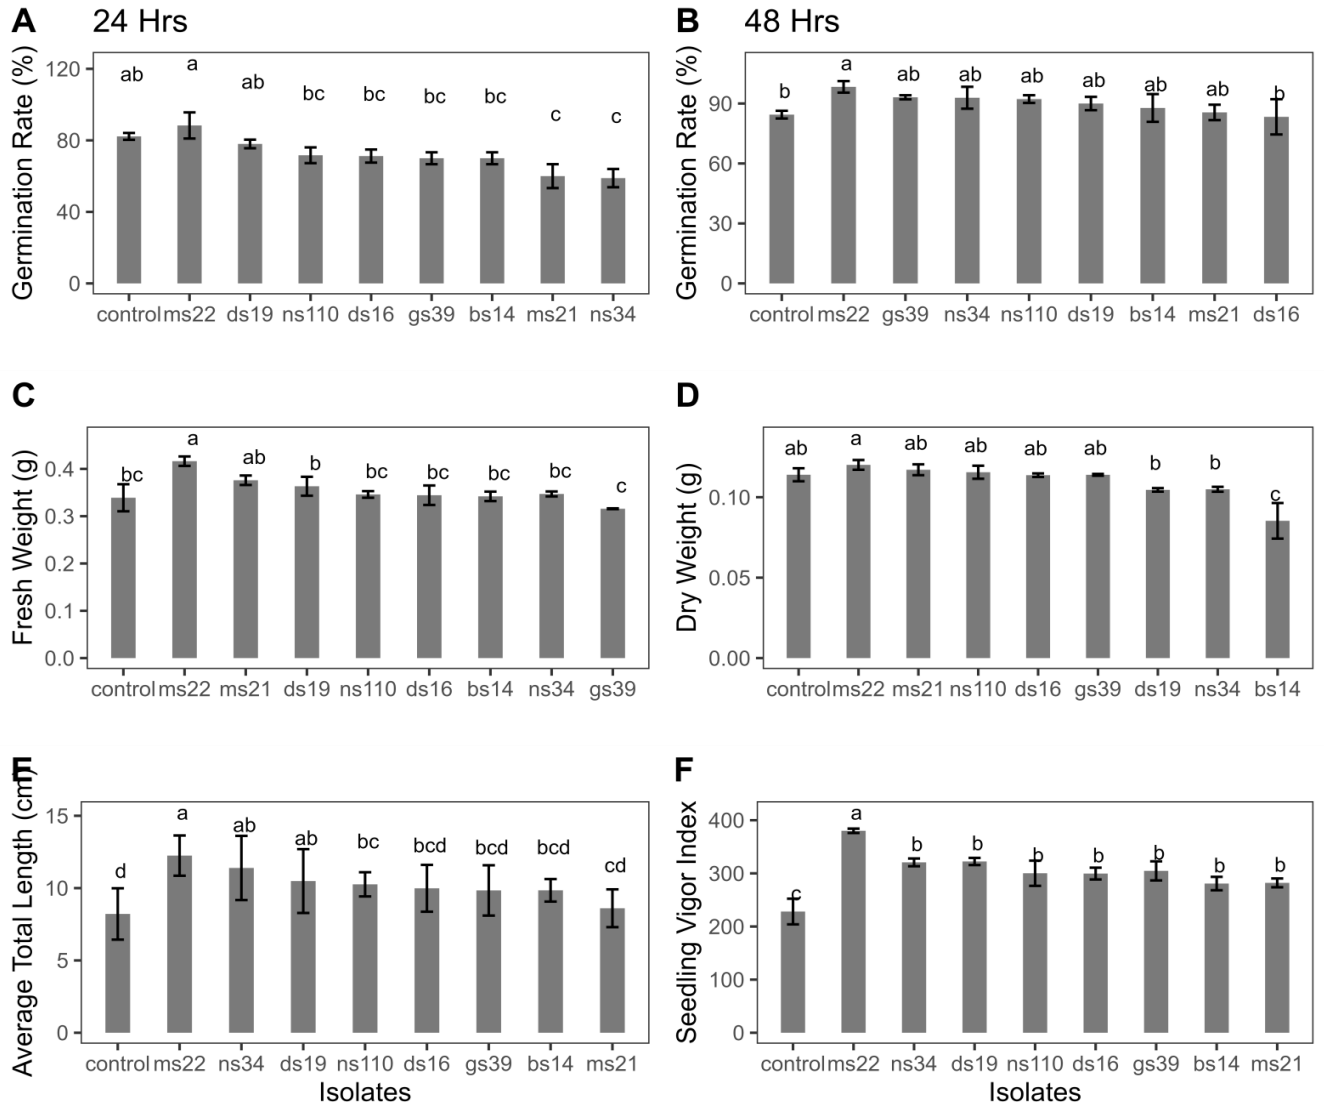 A 24 Hrs
Germination Rate (%)
120
80
40
0
ab a ab bc bc bc bc c c
control ms22 ds19 ns110 ds16 gs39 bs14 ms21 ns34
B 48 Hrs
Germination Rate (%)
90
60
30
0
b a ab ab ab ab ab ab b
control ms22 gs39 ns34 ns110 ds19 bs14 ms21 ds16
C
Fresh Weight (g)
0.4
0.3
0.2
0.1
0.0
bc a ab b bc bc bc bc c
control ms22 ms21 ds19 ns110 ds16 bs14 ns34 gs39
D
Dry Weight (g)
0.10
0.05
0.00
ab a ab ab ab ab b b c
control ms22 ms21 ns110 ds16 gs39 ds19 ns34 bs14
E
Average Total Length (cm)
15
10
5
0
d a ab ab bc bcd bcd bcd cd
control ms22 ns34 ds19 ns110 ds16 gs39 bs14 ms21
Isolates
F
Seedling Vigor Index
400
300
200
100
0
c a b b b b b b b
control ms22 ns34 ds19 ns110 ds16 gs39 bs14 ms21
Isolates